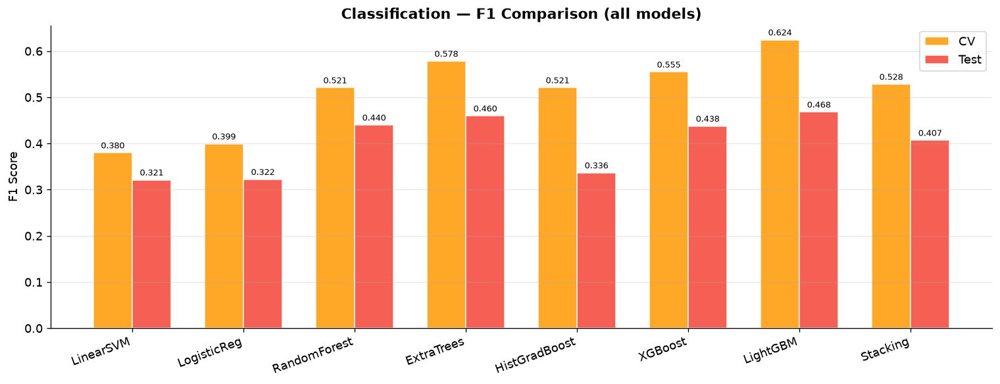 Classification — F1 Comparison (all models)
CV
Test
F1 Score
0.6
0.5
0.4
0.3
0.2
0.1
0.0
0.380
0.321
0.399
0.322
0.521
0.440
0.578
0.460
0.521
0.336
0.555
0.438
0.624
0.468
0.528
0.407
LinearSVM
LogisticReg
RandomForest
ExtraTrees
HistGradBoost
XGBoost
LightGBM
Stacking